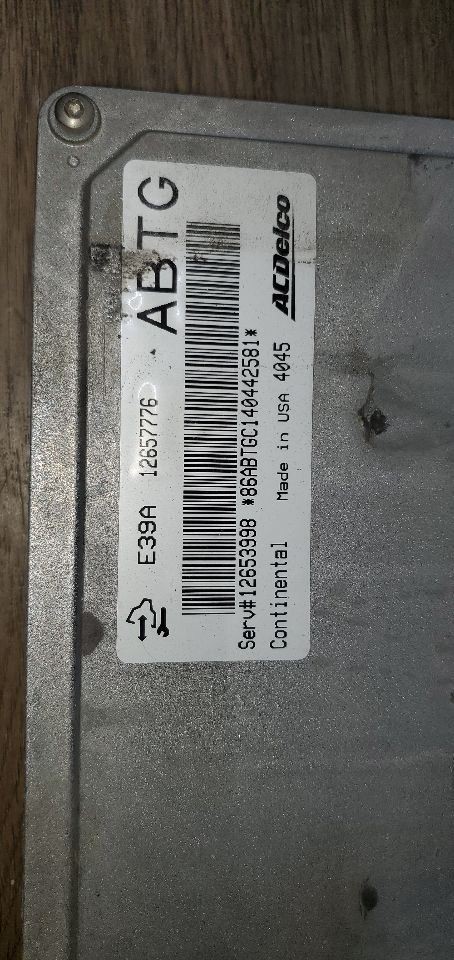 E39A 12657776 ABTG
Serv#12653998 *86ABTGC140442581*
Continental Made in USA 4045 ACDelco